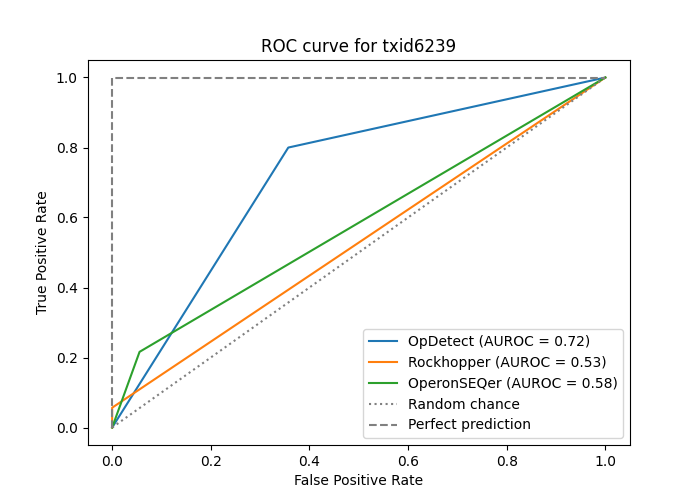 ROC curve for txid6239
True Positive Rate
1.0
0.8
0.6
0.4
0.2
0.0
OpDetect (AUROC = 0.72)
Rockhopper (AUROC = 0.53)
OperonSEQer (AUROC = 0.58)
Random chance
Perfect prediction
0.0 0.2 0.4 0.6 0.8 1.0
False Positive Rate